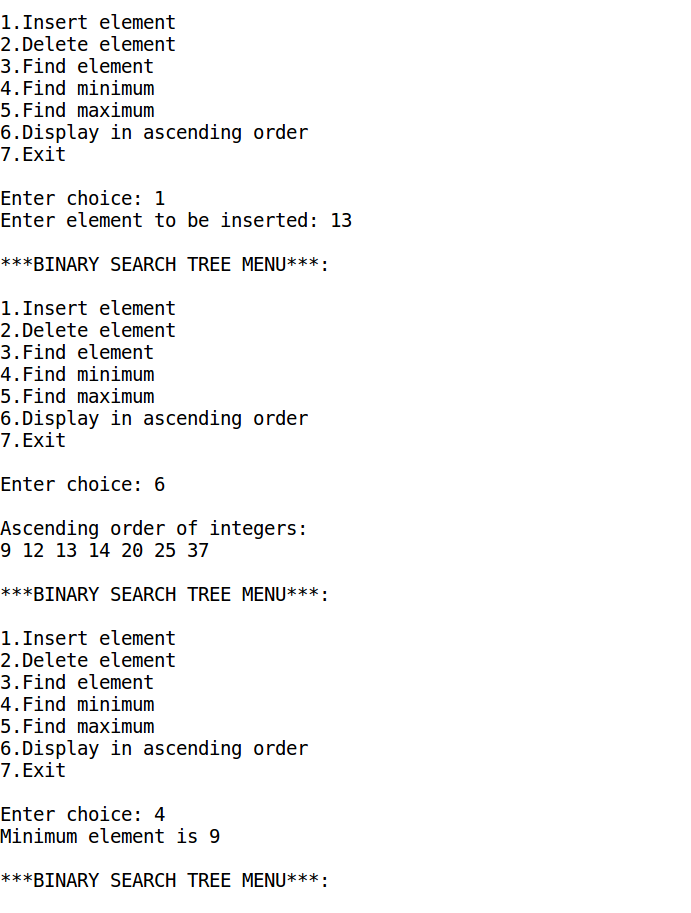 1.Insert element
2.Delete element
3.Find element
4.Find minimum
5.Find maximum
6.Display in ascending order
7.Exit
Enter choice: 1
Enter element to be inserted: 13
***BINARY SEARCH TREE MENU***:
1.Insert element
2.Delete element
3.Find element
4.Find minimum
5.Find maximum
6.Display in ascending order
7.Exit
Enter choice: 6
Ascending order of integers:
9 12 13 14 20 25 37
***BINARY SEARCH TREE MENU***:
1.Insert element
2.Delete element
3.Find element
4.Find minimum
5.Find maximum
6.Display in ascending order
7.Exit
Enter choice: 4
Minimum element is 9
***BINARY SEARCH TREE MENU***: